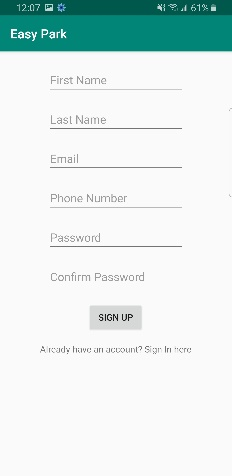 12:07 61%
Easy Park
First Name
Last Name
Email
Phone Number
Password
Confirm Password
SIGN UP
Already have an account? Sign In here